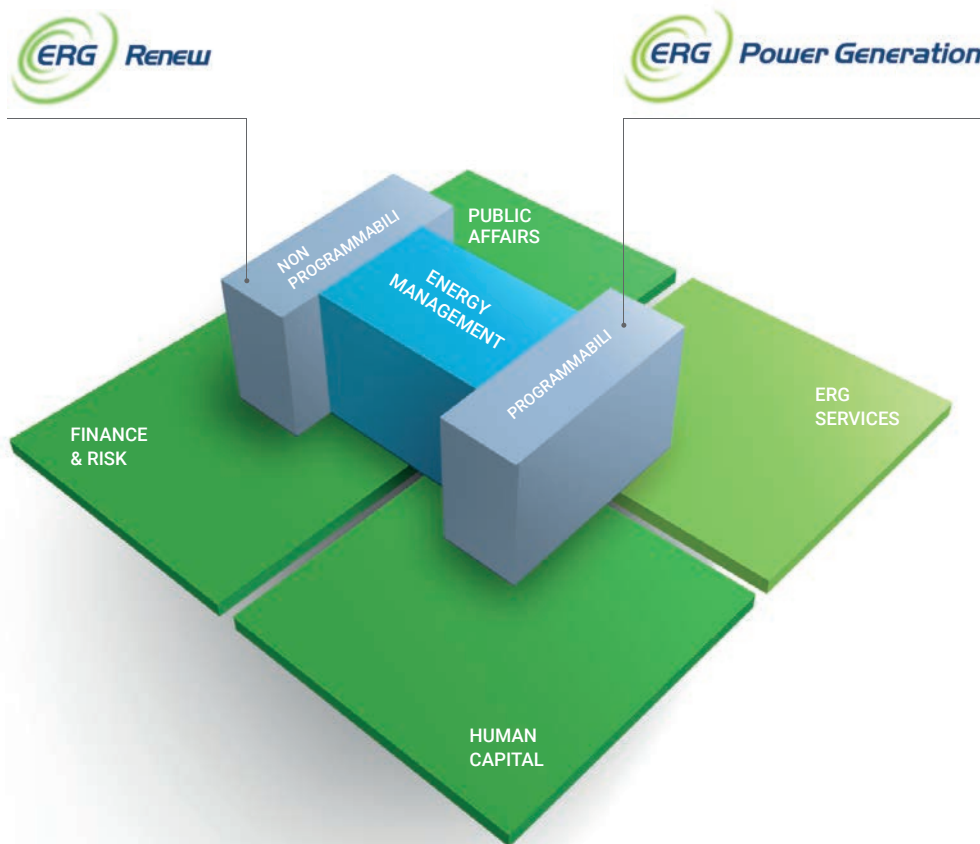 ERG Renew
ERG Power Generation
PUBLIC
AFFAIRS
NON
PROGRAMMABILI
ENERGY
MANAGEMENT
PROGRAMMABILI
ERG
SERVICES
FINANCE
& RISK
HUMAN
CAPITAL